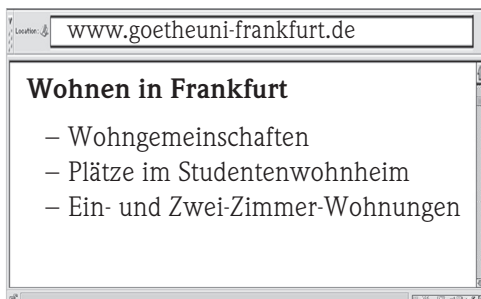 Location:
www.goetheuni-frankfurt.de
Wohnen in Frankfurt
– Wohngemeinschaften
– Plätze im Studentenwohnheim
– Ein- und Zwei-Zimmer-Wohnungen